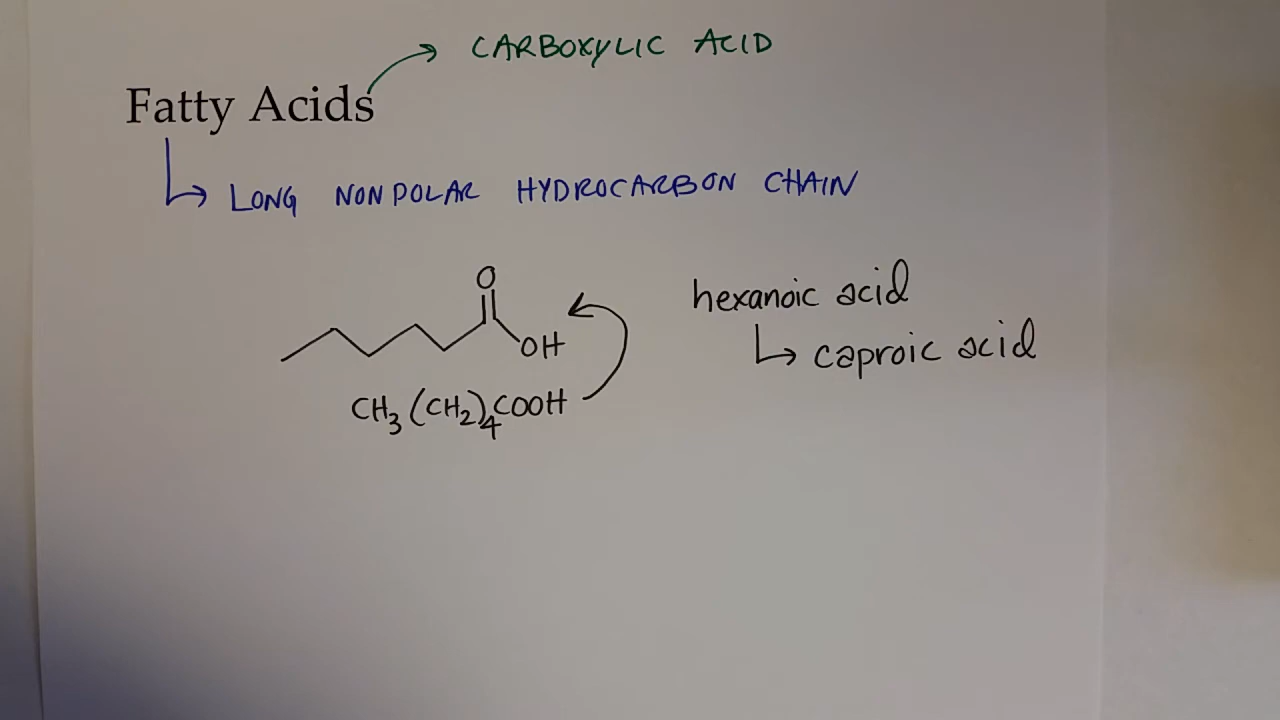 CARBOXYLIC ACID
Fatty Acids
LONG NONPOLAR HYDROCARBON CHAIN
O
OH
CH₃(CH₂)₄COOH
hexanoic acid
caproic acid